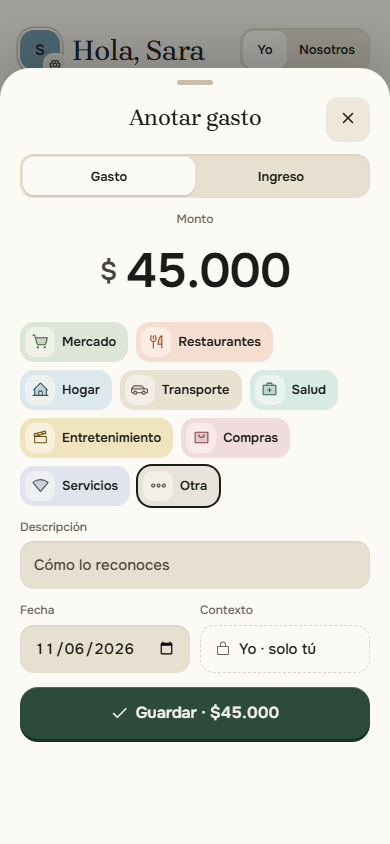 S Hola, Sara Yo Nosotros
Anotar gasto
Gasto Ingreso
Monto
$ 45.000
Mercado Restaurantes
Hogar Transporte Salud
Entretenimiento Compras
Servicios Otra
Descripción
Cómo lo reconoces
Fecha Contexto
11/06/2026 Yo · solo tú
Guardar · $45.000